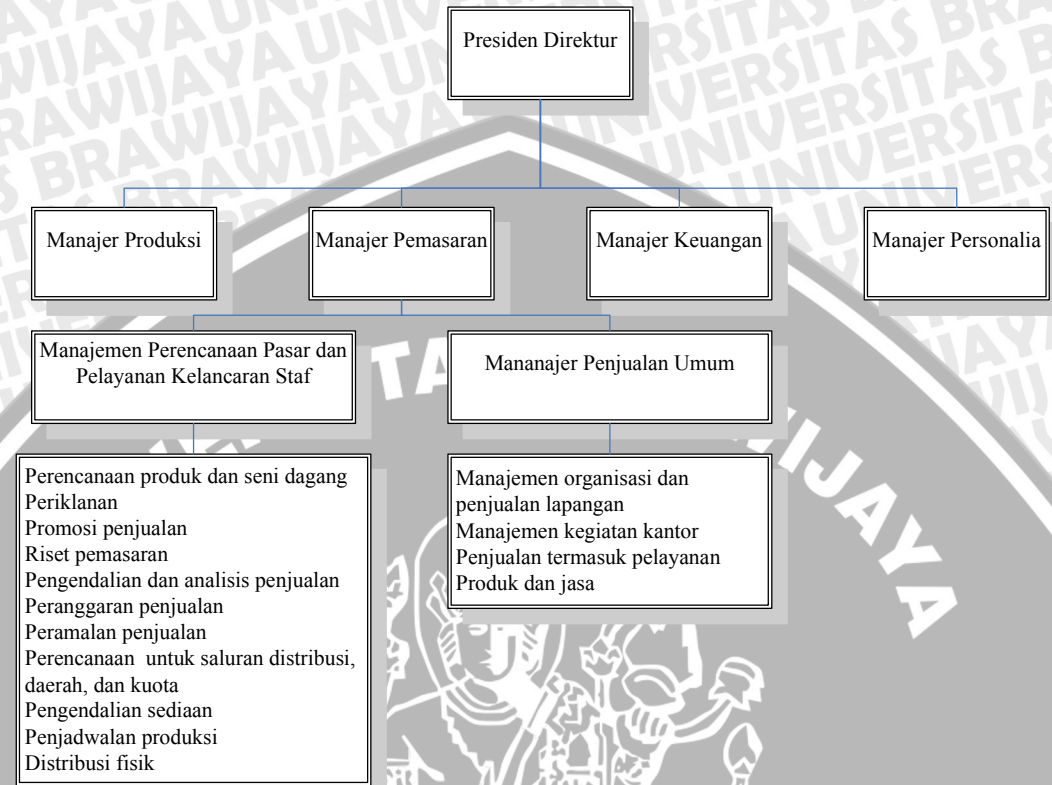 Presiden Direktur
Manajer Produksi
Manajer Pemasaran
Manajer Keuangan
Manajer Personalia
Manajemen Perencanaan Pasar dan
Pelayanan Kelancaran Staf
Mananajer Penjualan Umum
Perencanaan produk dan seni dagang
Periklanan
Promosi penjualan
Riset pemasaran
Pengendalian dan analisis penjualan
Peranggaran penjualan
Peramalan penjualan
Perencanaan  untuk saluran distribusi,
daerah, dan kuota
Pengendalian sediaan
Penjadwalan produksi
Distribusi fisik
Manajemen organisasi dan
penjualan lapangan
Manajemen kegiatan kantor
Penjualan termasuk pelayanan
Produk dan jasa